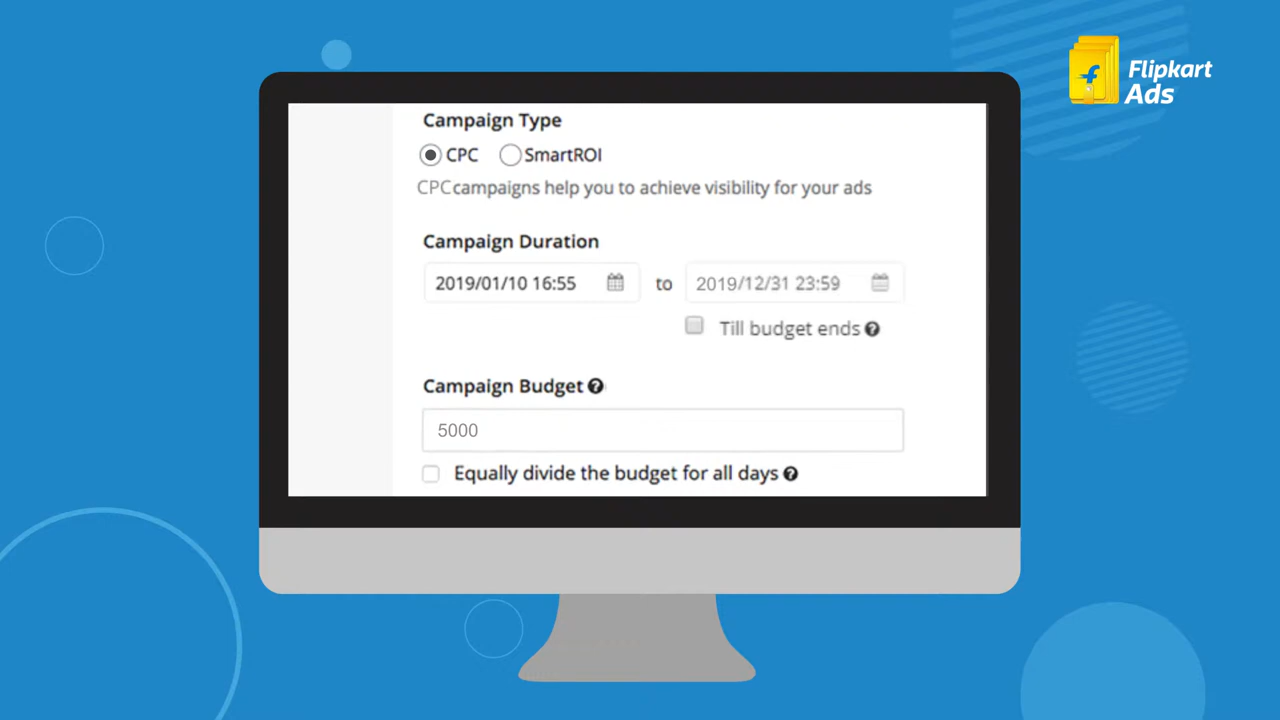 Flipkart
Ads
Campaign Type
CPC SmartROI
CPC campaigns help you to achieve visibility for your ads
Campaign Duration
2019/01/10 16:55 to 2019/12/31 23:59
Till budget ends ?
Campaign Budget ?
5000
Equally divide the budget for all days ?